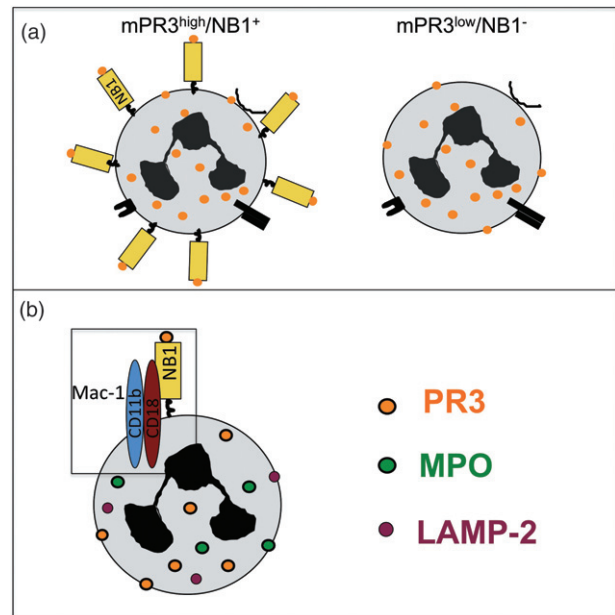 (a)
mPR3high/NB1+
mPR3low/NB1-
NB1
(b)
Mac-1
CD11b
CD18
NB1
PR3
MPO
LAMP-2